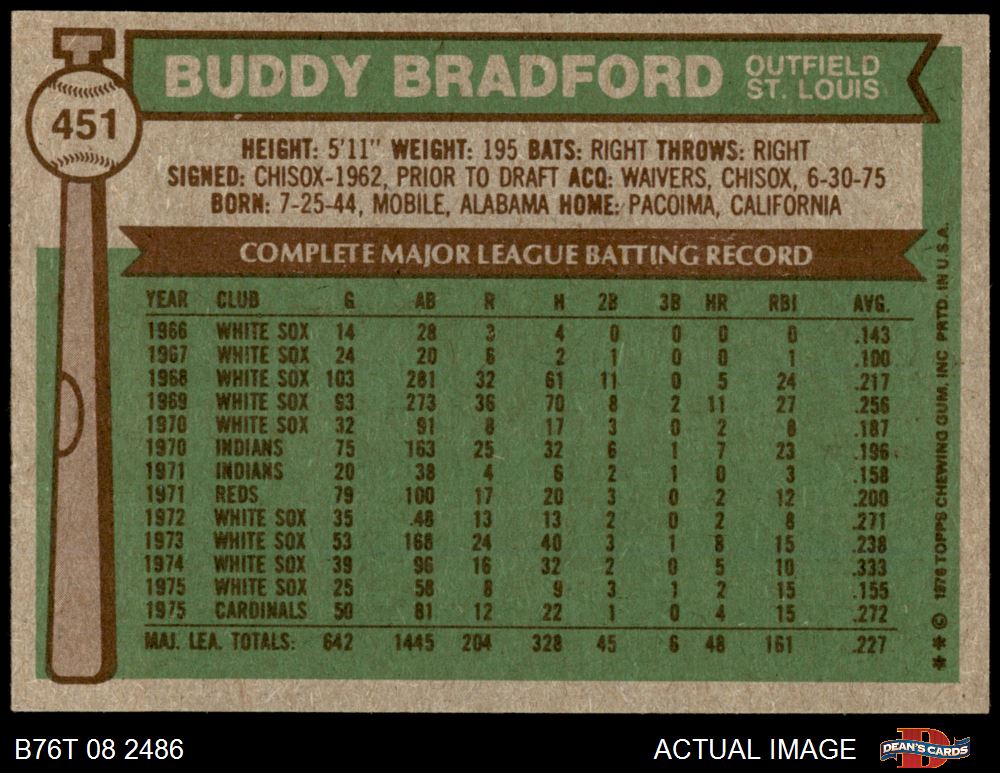 451
BUDDY BRADFORD
OUTFIELD
ST. LOUIS
HEIGHT: 5'11" WEIGHT: 195 BATS: RIGHT THROWS: RIGHT
SIGNED: CHISOX-1962, PRIOR TO DRAFT ACQ: WAIVERS, CHISOX, 6-30-75
BORN: 7-25-44, MOBILE, ALABAMA HOME: PACOIMA, CALIFORNIA
COMPLETE MAJOR LEAGUE BATTING RECORD
YEAR CLUB G AB R H 2B 3B HR RBI AVG.
1966 WHITE SOX 14 28 3 4 0 0 0 0 .143
1967 WHITE SOX 24 20 6 2 1 0 0 1 .100
1968 WHITE SOX 103 281 32 61 11 0 5 24 .217
1969 WHITE SOX 93 273 36 70 8 2 11 27 .256
1970 WHITE SOX 32 91 8 17 3 0 2 8 .187
1970 INDIANS 75 163 25 32 6 1 7 23 .196
1971 INDIANS 20 38 4 6 2 1 0 3 .158
1971 REDS 79 100 17 20 3 0 2 12 .200
1972 WHITE SOX 35 48 13 13 2 0 2 8 .271
1973 WHITE SOX 53 168 24 40 3 1 8 15 .238
1974 WHITE SOX 39 96 16 32 2 0 5 10 .333
1975 WHITE SOX 25 58 8 9 3 1 2 15 .155
1975 CARDINALS 50 81 12 22 1 0 4 15 .272
MAJ. LEA. TOTALS: 642 1445 204 328 45 6 48 161 .227
** © 1976 TOPPS CHEWING GUM, INC PRTD. IN U.S.A.
B76T 08 2486
ACTUAL IMAGE
DEAN'S CARDS